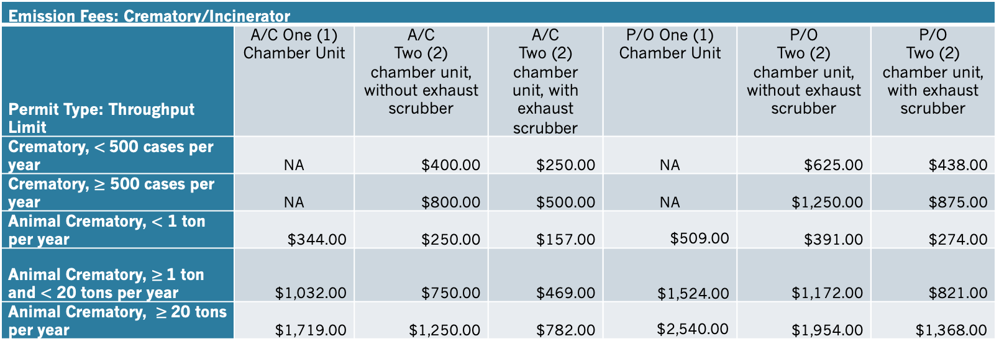 Emission Fees: Crematory/Incinerator
Permit Type: Throughput
Limit
A/C One (1)
Chamber Unit
A/C
Two (2)
chamber unit,
without exhaust
scrubber
A/C
Two (2)
chamber
unit, with
exhaust
scrubber
P/O One (1)
Chamber Unit
P/O
Two (2)
chamber unit,
without exhaust
scrubber
P/O
Two (2)
chamber unit,
with exhaust
scrubber
Crematory, < 500 cases per
year
NA
$400.00
$250.00
NA
$625.00
$438.00
Crematory, ≥ 500 cases per
year
NA
$800.00
$500.00
NA
$1,250.00
$875.00
Animal Crematory, < 1 ton
per year
$344.00
$250.00
$157.00
$509.00
$391.00
$274.00
Animal Crematory, ≥ 1 ton
and < 20 tons per year
$1,032.00
$750.00
$469.00
$1,524.00
$1,172.00
$821.00
Animal Crematory, ≥ 20 tons
per year
$1,719.00
$1,250.00
$782.00
$2,540.00
$1,954.00
$1,368.00